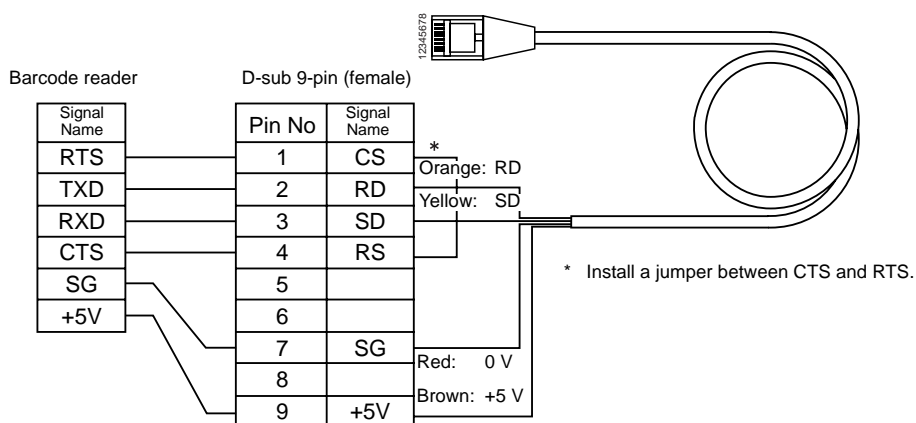 12345678
Barcode reader
D-sub 9-pin (female)
Signal
Name
Pin No
Signal
Name
RTS
1
CS
*
Orange: RD
TXD
2
RD
Yellow: SD
RXD
3
SD
CTS
4
RS
* Install a jumper between CTS and RTS.
SG
5
+5V
6
7
SG
Red: 0 V
8
Brown: +5 V
9
+5V